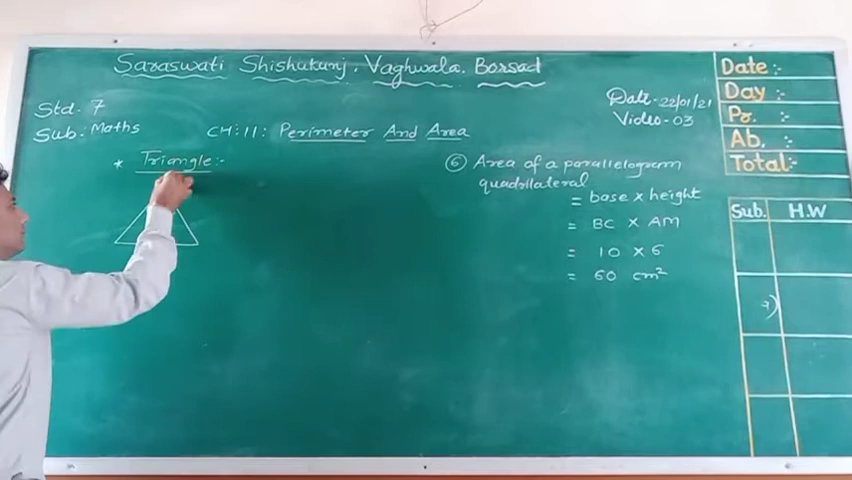 Saraswati Shishukunj, Vaghwala. Borsad
Std. 7
Sub: Maths
CH:11: Perimeter And Area
Date:-22/01/21
Video-03
* Triangle:-
⑥ Area of a parallelogram
quadrilateral
= base x height
= BC x AM
= 10 x 6
= 60 cm²
Date:-
Day :-
Pr. :-
Ab. :-
Total:-
Sub. H.W